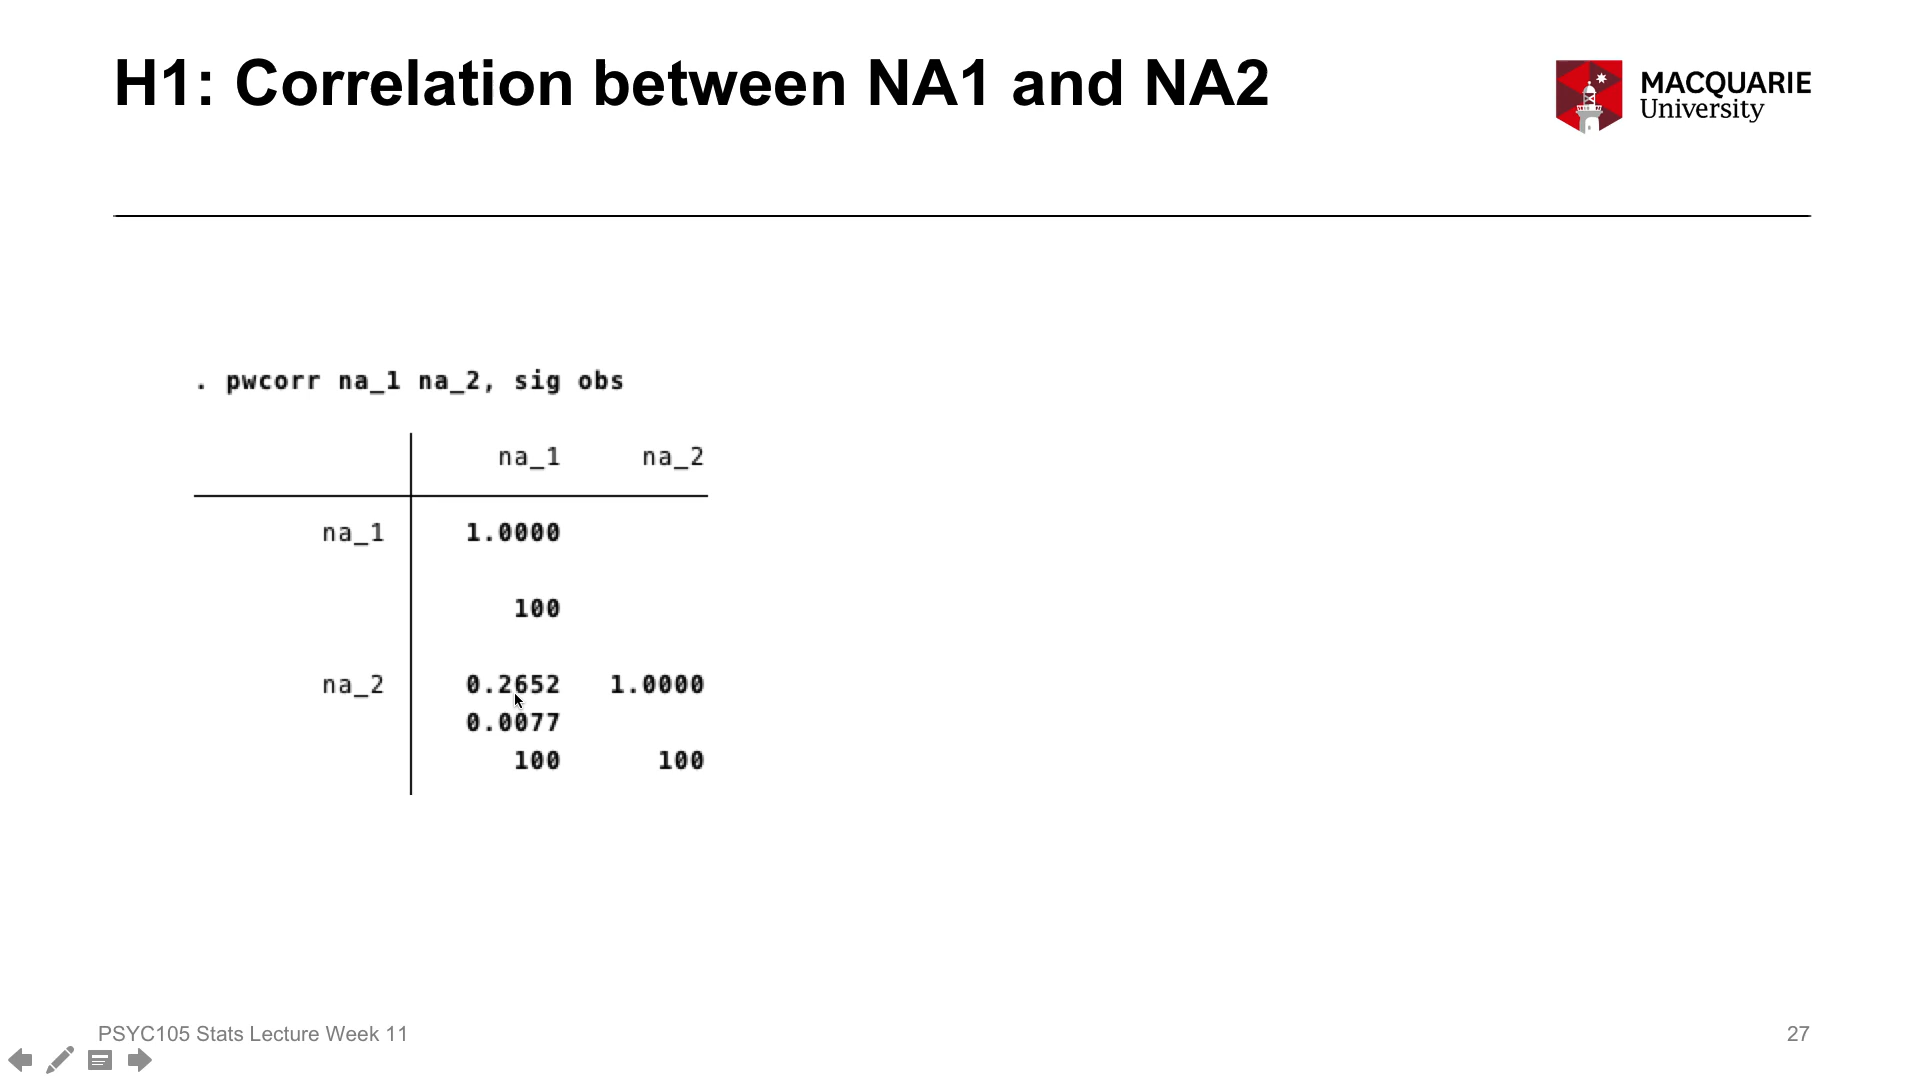 H1: Correlation between NA1 and NA2
MACQUARIE
University
. pwcorr na_1 na_2, sig obs
na_1 na_2
na_1 1.0000
100
na_2 0.2652 1.0000
0.0077
100 100
PSYC105 Stats Lecture Week 11
27